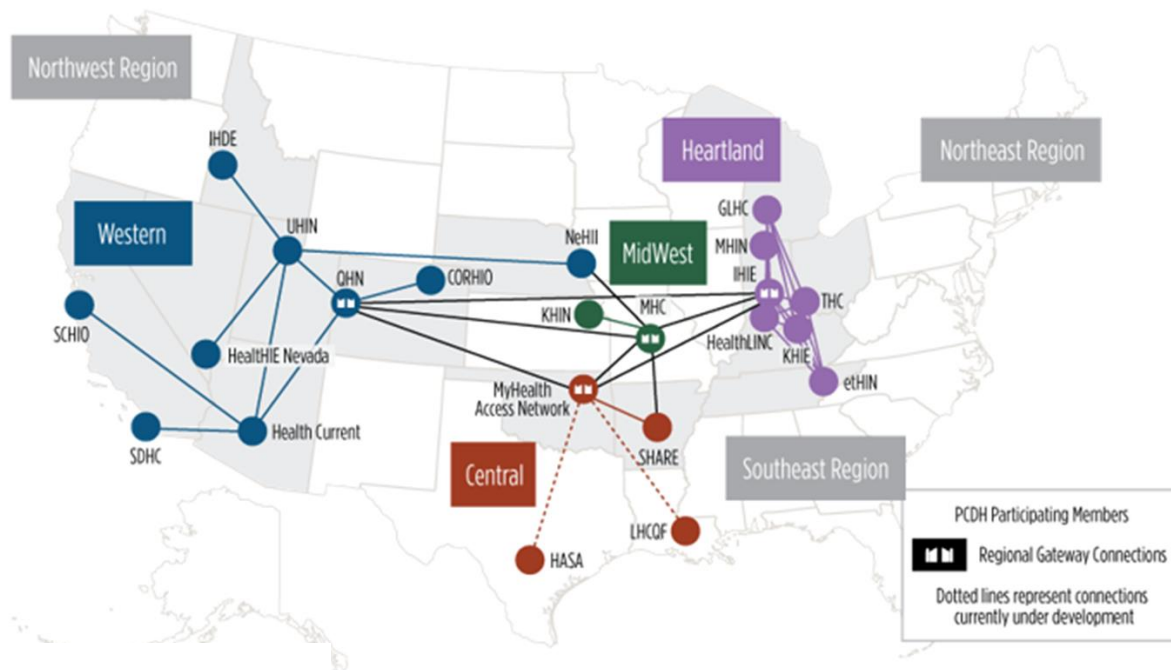 Northwest Region
IHDE
Western
UHIN
QHN
CORHIO
SCHIO
HealtHIE Nevada
SDHC
Health Current
NeHII
MidWest
KHIN
MHC
Heartland
GLHC
MHIN
IHIE
THC
HealthLINC
KHIE
etHIN
Northeast Region
MyHealth
Access Network
SHARE
Central
LHCQF
HASA
Southeast Region
PCDH Participating Members
Regional Gateway Connections
Dotted lines represent connections
currently under development